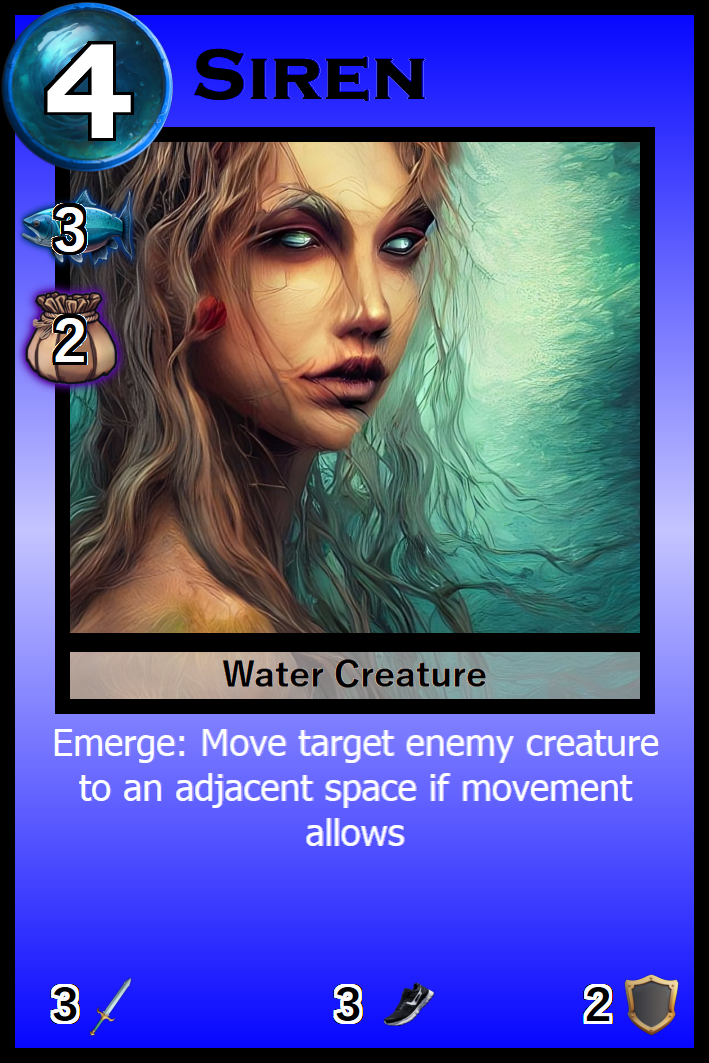 4
Siren
3
2
Water Creature
Emerge: Move target enemy creature
to an adjacent space if movement
allows
3
3
2